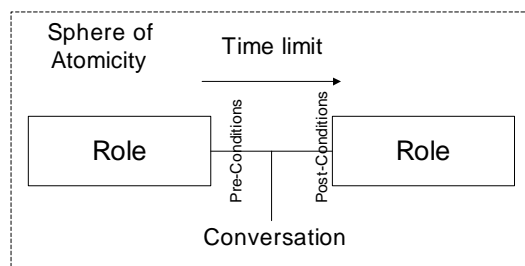 Sphere of
Atomicity
Time limit
Role
Pre-Conditions
Post-Conditions
Role
Conversation